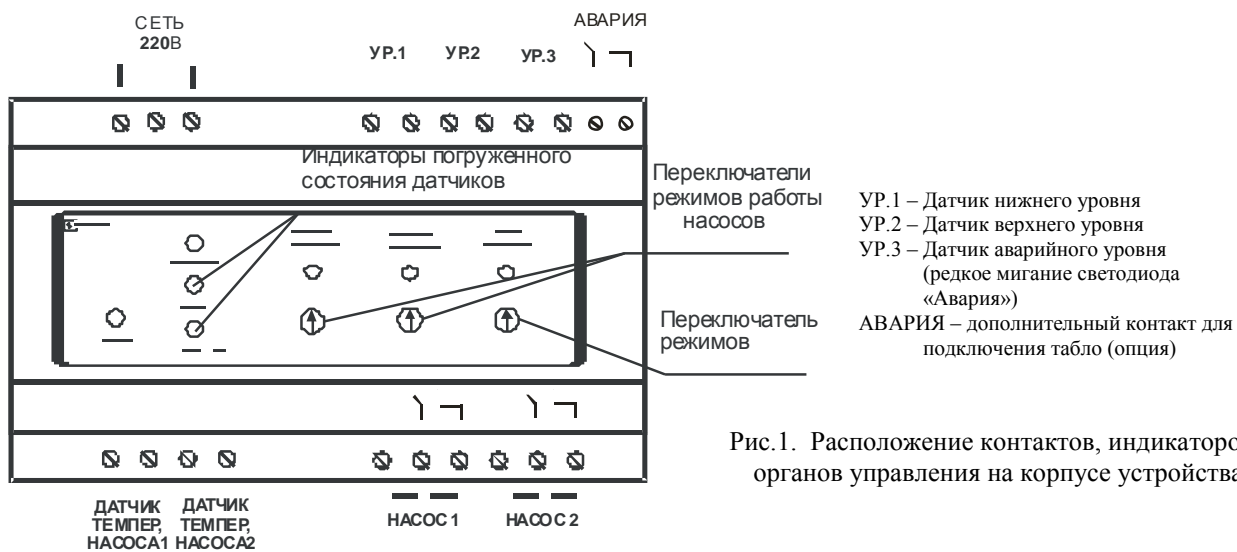 СЕТЬ
220В
АВАРИЯ
УР.1 УР.2 УР.3
Индикаторы погруженного
состояния датчиков
Переключатели
режимов работы
насосов
Переключатель
режимов
УР.1 – Датчик нижнего уровня
УР.2 – Датчик верхнего уровня
УР.3 – Датчик аварийного уровня
(редкое мигание светодиода
«Авария»)
АВАРИЯ – дополнительный контакт для
подключения табло (опция)
Рис.1. Расположение контактов, индикаторо
органов управления на корпусе устройства
ДАТЧИК
ТЕМПЕР,
НАСОСА1
ДАТЧИК
ТЕМПЕР,
НАСОСА2
НАСОС 1
НАСОС 2